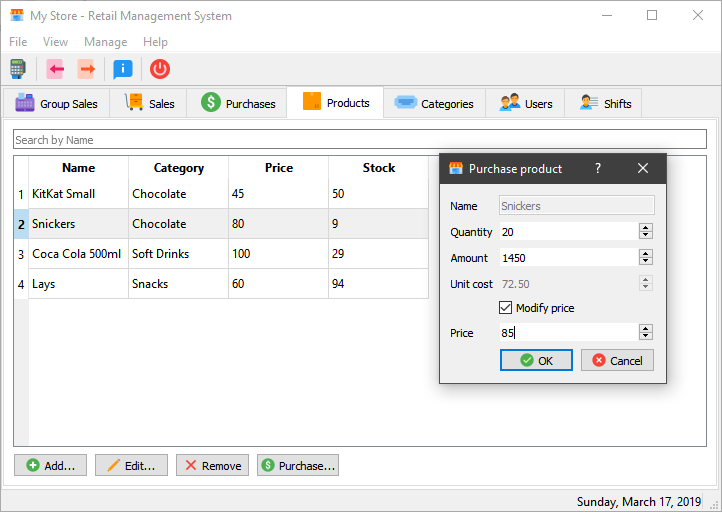 My Store - Retail Management System
File View Manage Help
Group Sales Sales Purchases Products Categories Users Shifts
Search by Name
Name Category Price Stock
1 KitKat Small Chocolate 45 50
2 Snickers Chocolate 80 9
3 Coca Cola 500ml Soft Drinks 100 29
4 Lays Snacks 60 94
Purchase product ?
Name Snickers
Quantity 20
Amount 1450
Unit cost 72.50
Modify price
Price 85
OK Cancel
Add... Edit... Remove Purchase...
Sunday, March 17, 2019